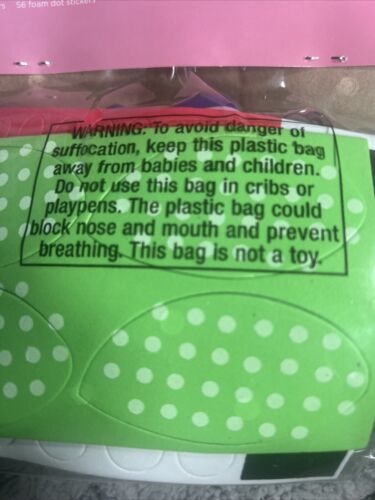 56 foam dot stickers
WARNING: To avoid danger of
suffocation, keep this plastic bag
away from babies and children.
Do not use this bag in cribs or
playpens. The plastic bag could
block nose and mouth and prevent
breathing. This bag is not a toy.